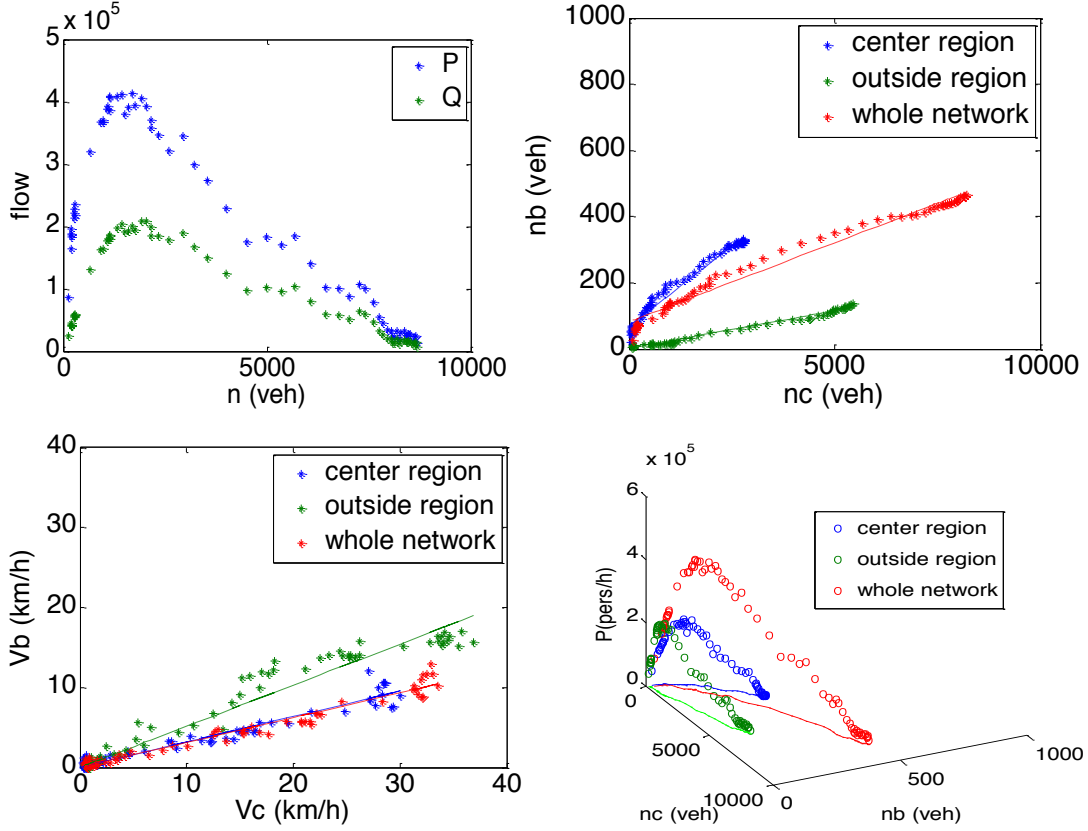 x 10^5
5
4
3
2
1
0
flow
P
Q
0
5000
10000
n (veh)
1000
800
600
400
200
0
nb (veh)
center region
outside region
whole network
0
5000
10000
nc (veh)
40
30
20
10
0
Vb (km/h)
center region
outside region
whole network
0
10
20
30
40
Vc (km/h)
x 10^5
6
4
2
0
P(pers/h)
center region
outside region
whole network
0
5000
10000
nc (veh)
0
500
1000
nb (veh)